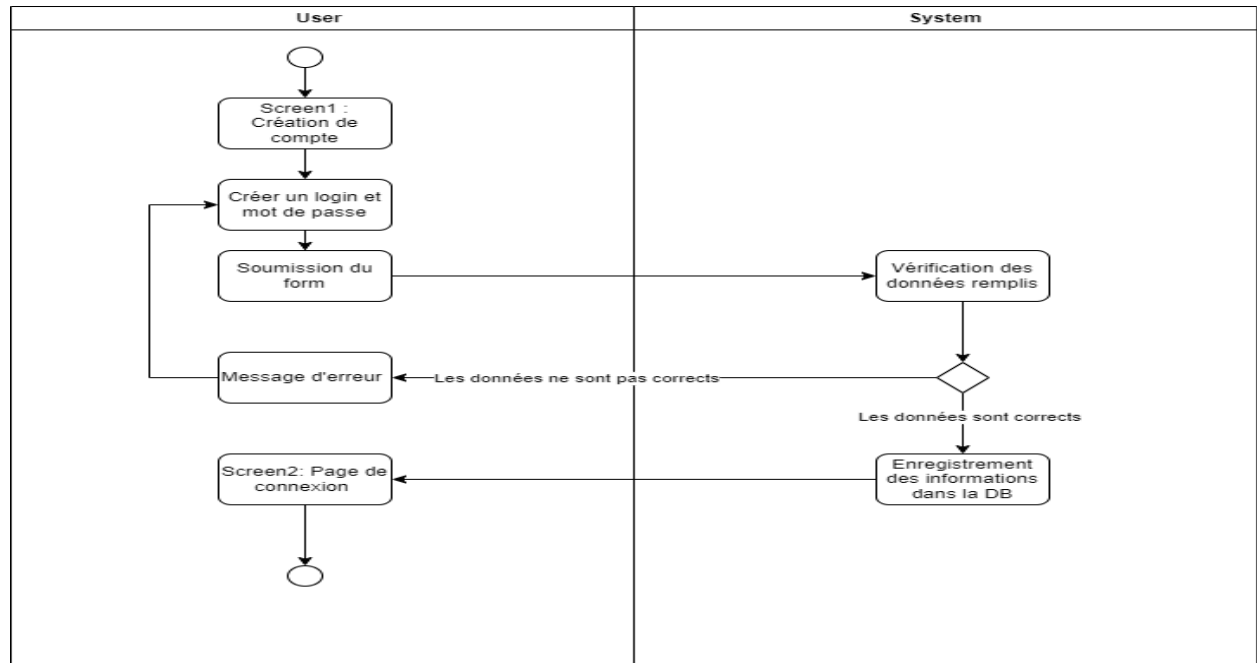 User
System
Screen1 :
Création de
compte
Créer un login et
mot de passe
Soumission du
form
Vérification des
données remplis
Message d'erreur
Les données ne sont pas corrects
Les données sont corrects
Screen2: Page de
connexion
Enregistrement
des informations
dans la DB